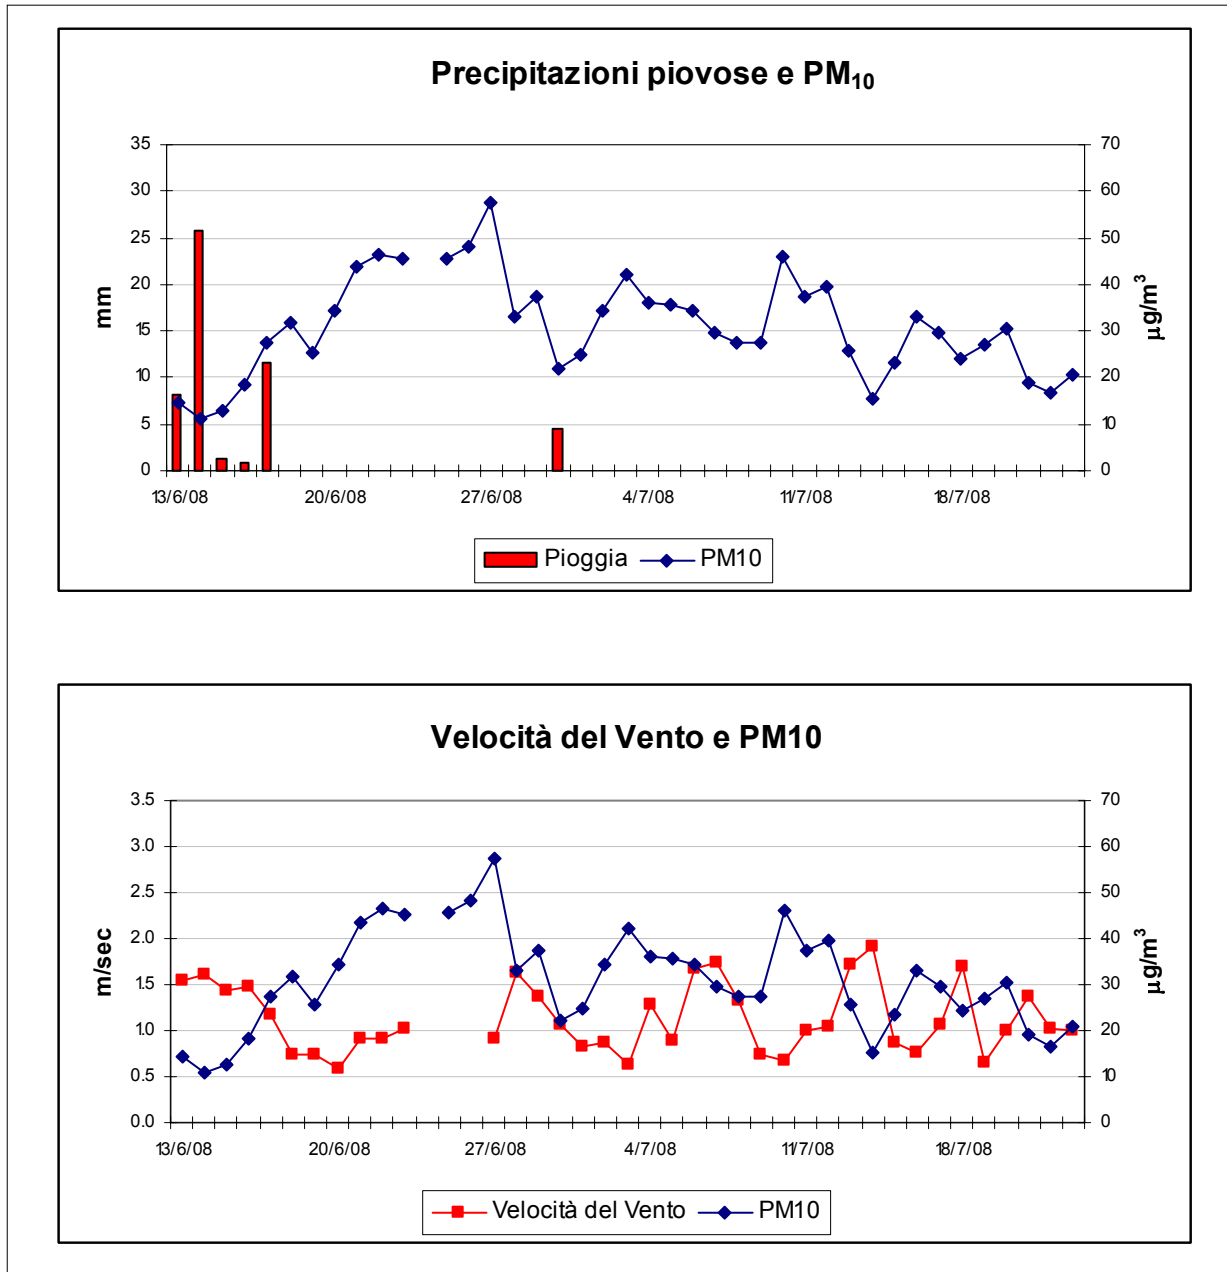 Precipitazioni piovose e PM₁₀
35 70
30 60
25 50
20 40
15 30
10 20
5 10
0 0
mm
µg/m³
13/6/08 20/6/08 27/6/08 4/7/08 11/7/08 18/7/08
Pioggia PM10
Velocità del Vento e PM10
3.5 70
3.0 60
2.5 50
2.0 40
1.5 30
1.0 20
0.5 10
0.0 0
m/sec
µg/m³
13/6/08 20/6/08 27/6/08 4/7/08 11/7/08 18/7/08
Velocità del Vento PM10